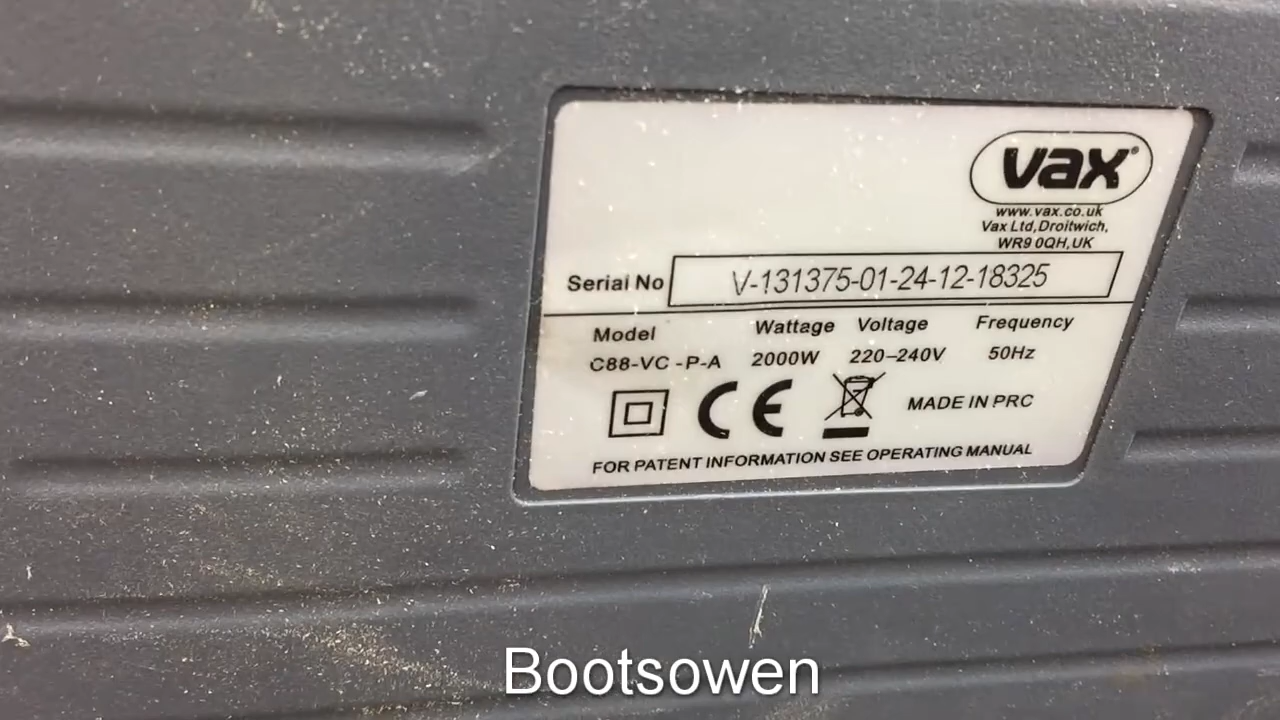 vax
www.vax.co.uk
Vax Ltd,Droitwich,
WR9 0QH,UK
Serial No V-131375-01-24-12-18325
Model Wattage Voltage Frequency
C88-VC -P-A 2000W 220–240V 50Hz
CE MADE IN PRC
FOR PATENT INFORMATION SEE OPERATING MANUAL
Bootsowen